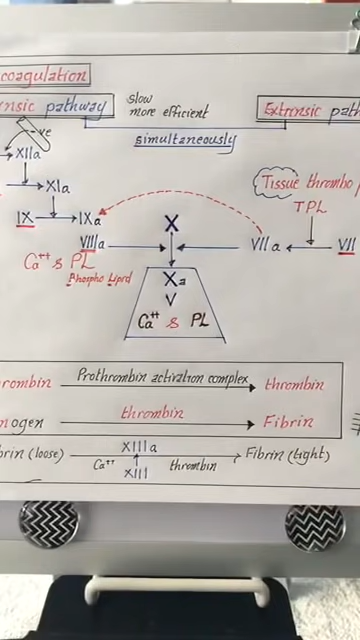 coagulation
nsic pathway
slow
more efficient
Extrinsic path
simultaneously
-ve
XIIa
XIa
IX → IXa
VIIIa
Ca++ & PL
Phospho Lipid
X
Xa
V
Ca++ & PL
Tissue thrombo
TPL
VIIa ← VII
rombin Prothrombin activation complex → thrombin
nogen thrombin → Fibrin
brin (loose) XIIIa → Fibrin (tight)
Ca++ XIII thrombin